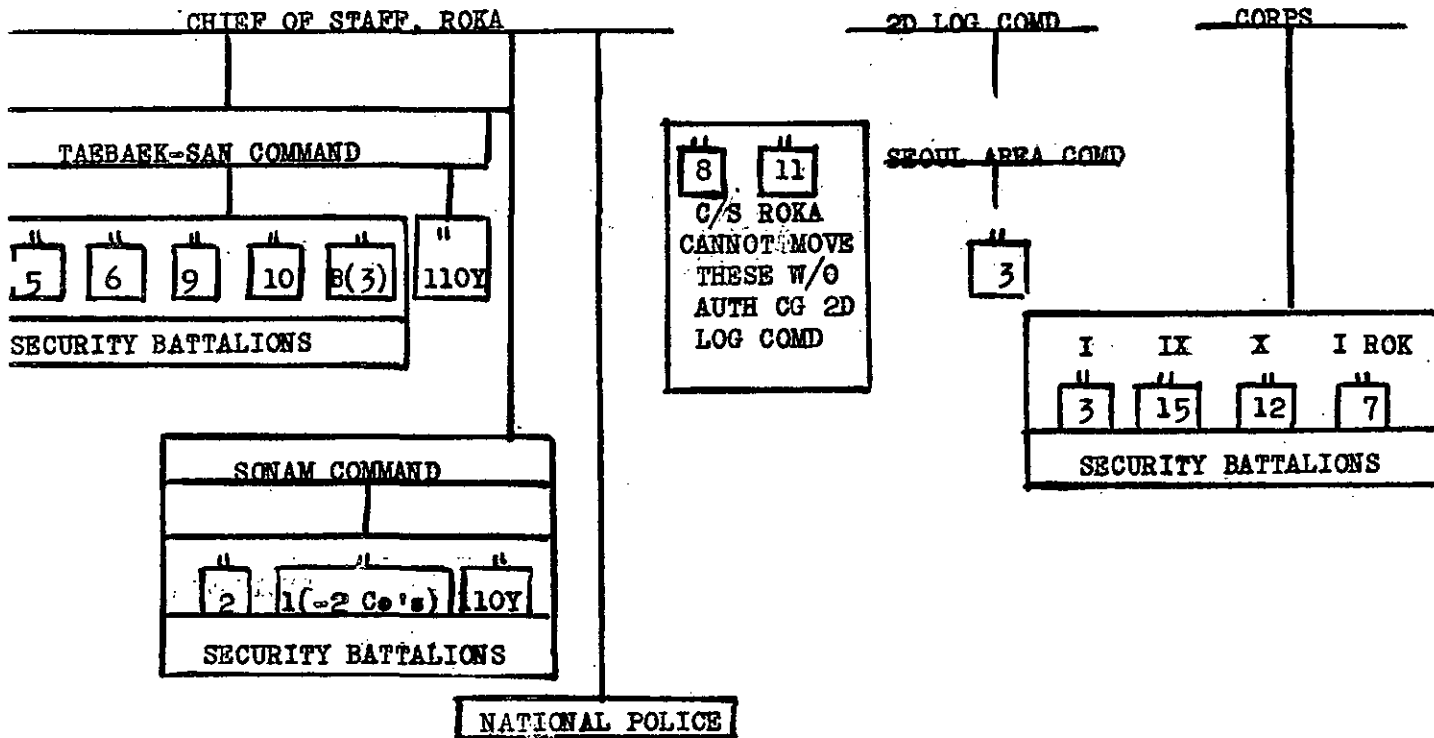 CHIEF OF STAFF, ROKA
2D LOG COMD
CORPS
TAEBAEK-SAN COMMAND
SEOUL AREA COMD
8 11
C/S ROKA
CANNOT MOVE
THESE W/O
AUTH CG 2D
LOG COMD
5 6 9 10 B(3) 110Y
SECURITY BATTALIONS
3
I IX X I ROK
3 15 12 7
SECURITY BATTALIONS
SONAM COMMAND
2 1(-2 Co's) 110Y
SECURITY BATTALIONS
NATIONAL POLICE